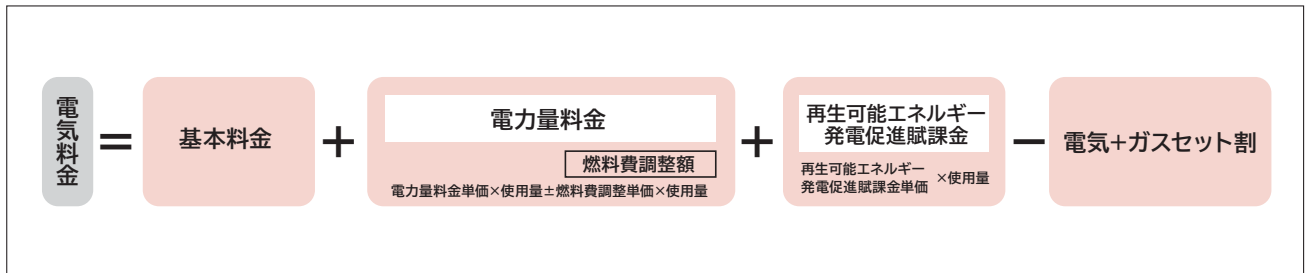 電気料金
=
基本料金
+
電力量料金
燃料費調整額
電力量料金単価×使用量±燃料費調整単価×使用量
+
再生可能エネルギー
発電促進賦課金
再生可能エネルギー
発電促進賦課金単価
×使用量
ー
電気+ガスセット割